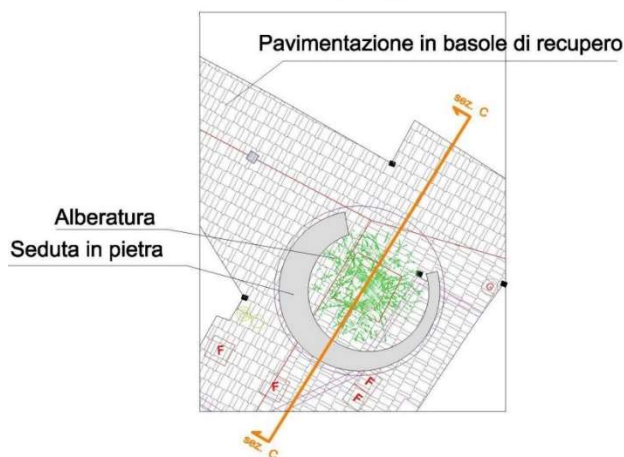 Pavimentazione in basole di recupero
sez. C
Alberatura
Seduta in pietra
G
F
F
F
F
sez. C